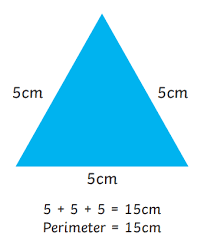 5cm 5cm
5cm
5 + 5 + 5 = 15cm
Perimeter = 15cm